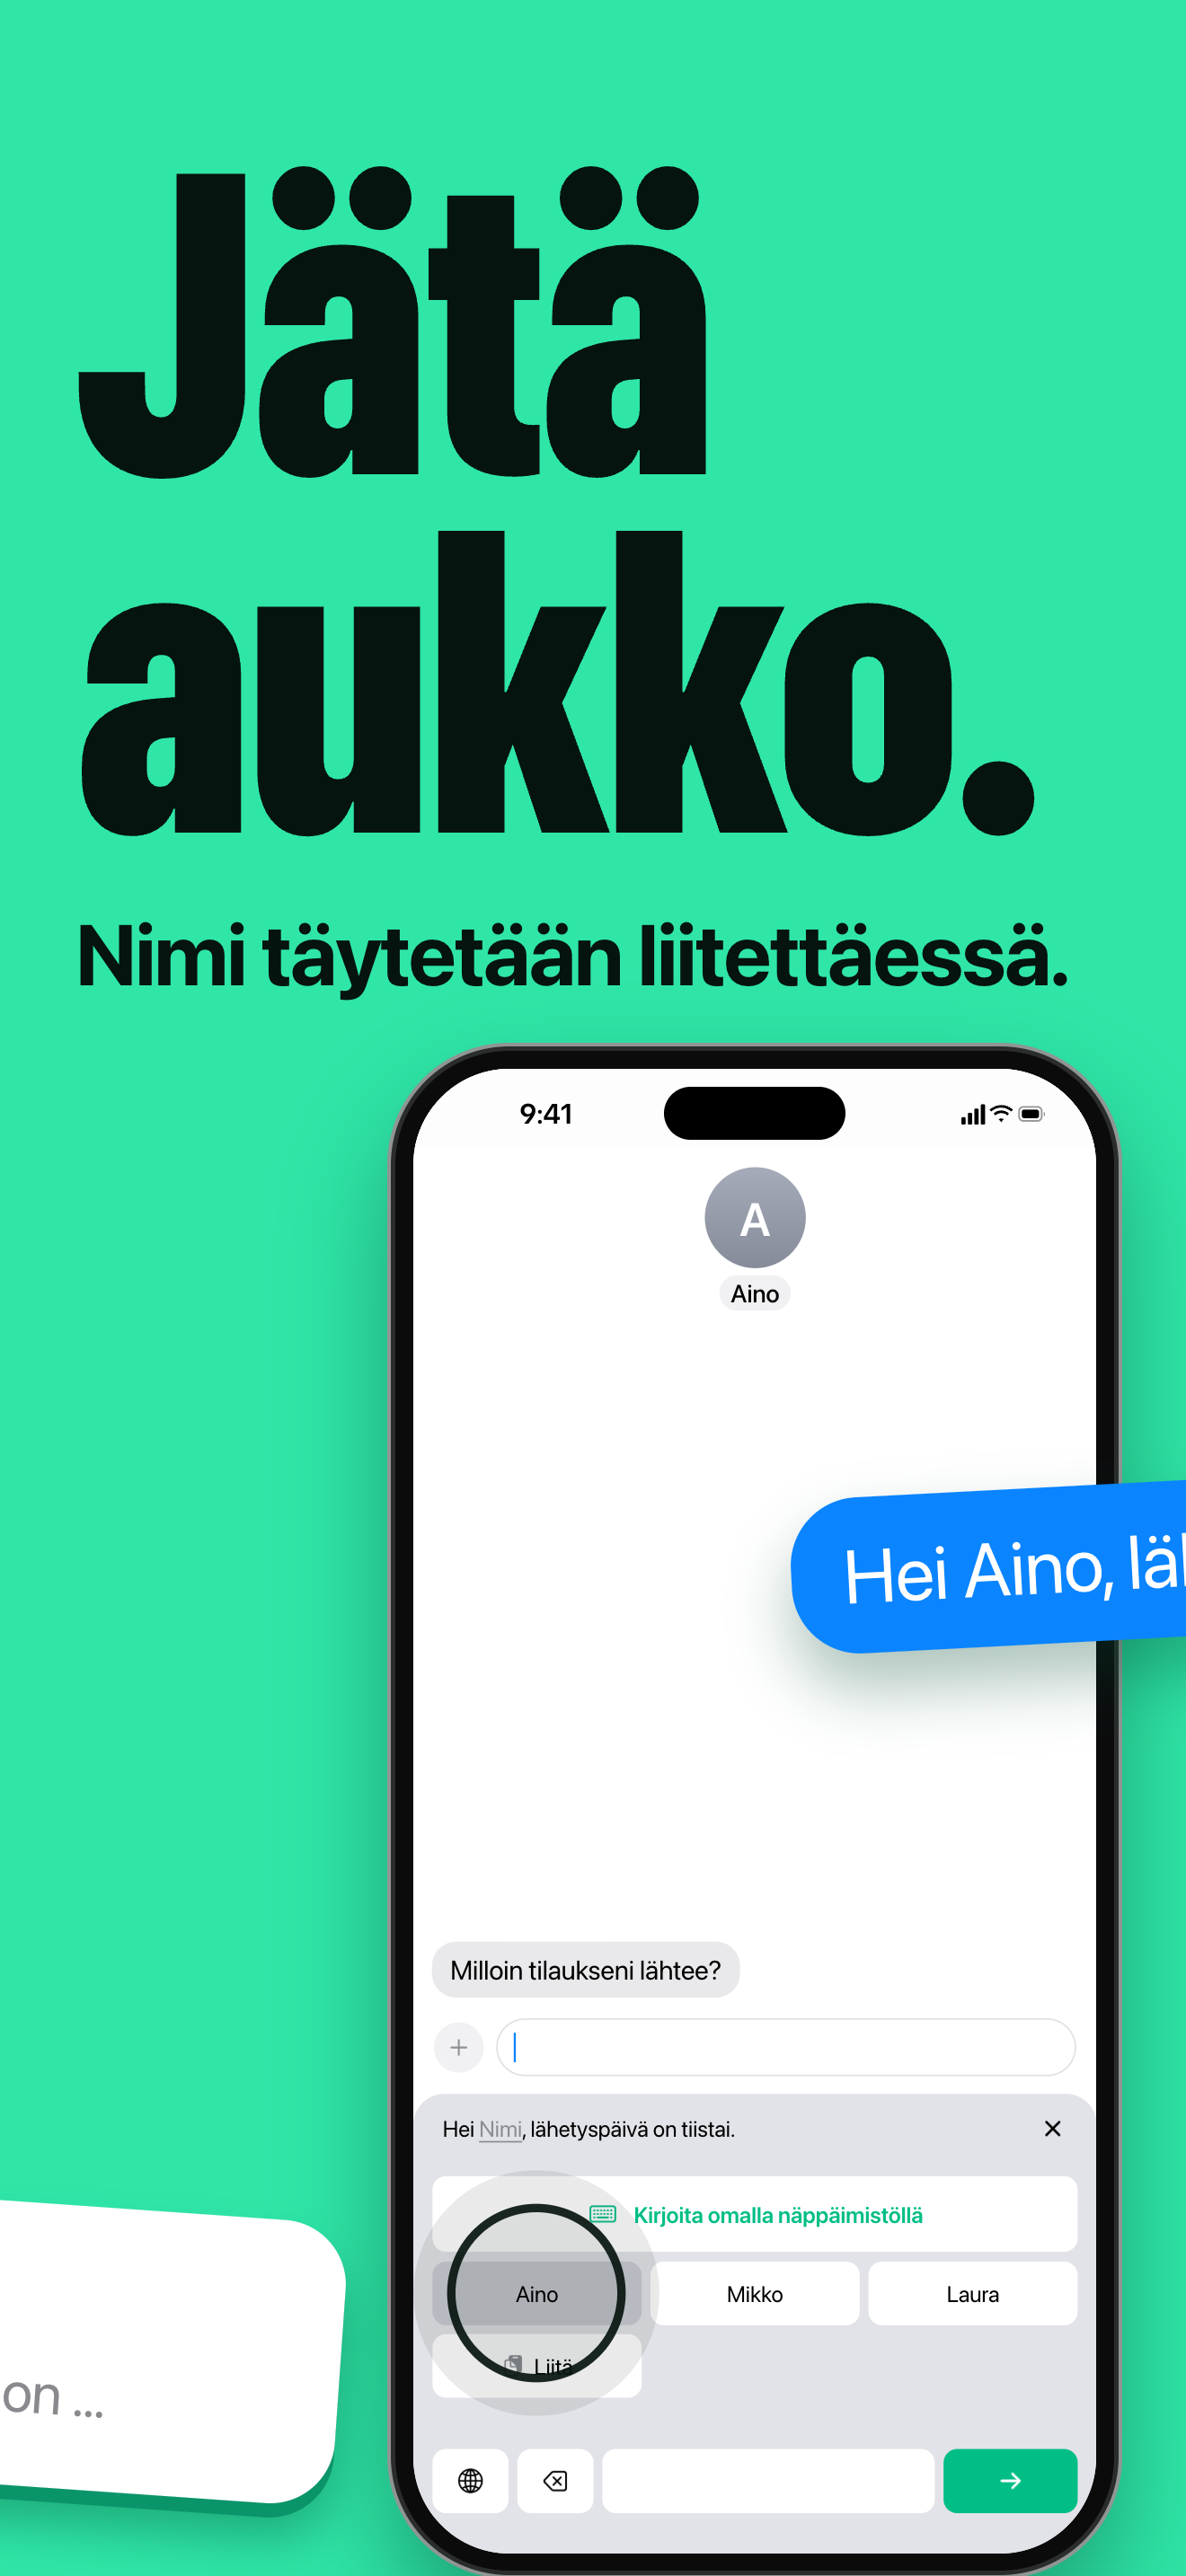 Jätä
aukko.
Nimi täytetään liitettäessä.
9:41
A
Aino
Hei Aino,
Milloin tilaukseni lähtee?
Hei Nimi, lähetyspäivä on tiistai.
Kirjoita omalla näppäimistöllä
Aino
Mikko
Laura
Liitä
on ...